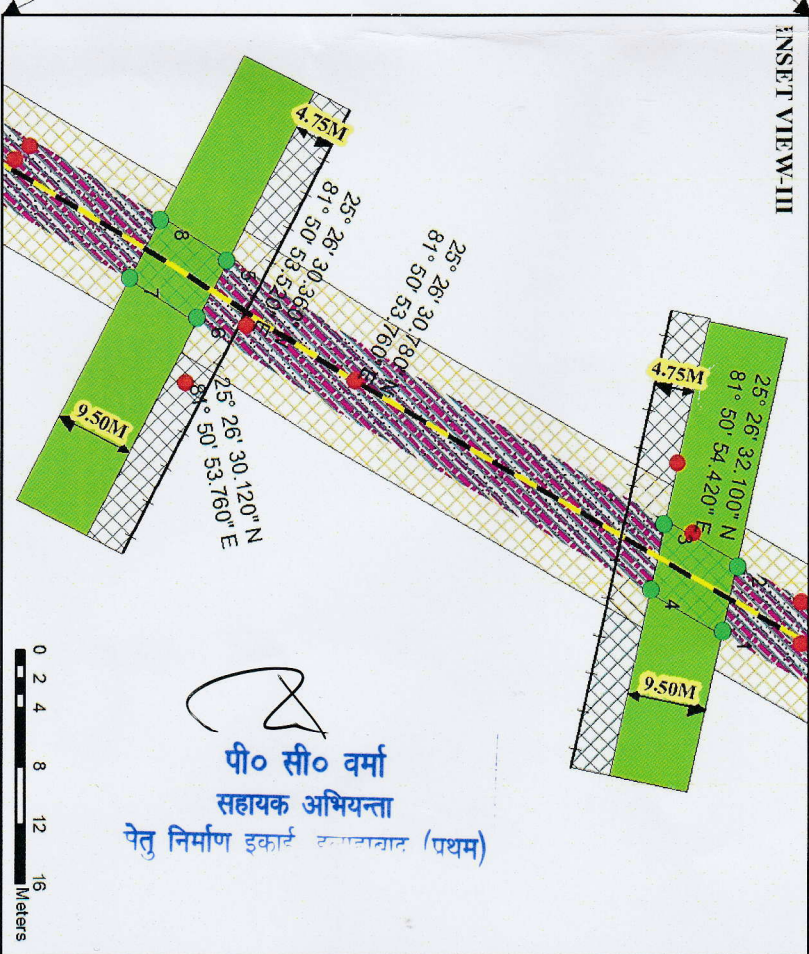 INSET VIEW-III
4.75M
25° 26' 30.360" N
81° 50' 53.520" E
25° 26' 30.780" N
81° 50' 53.760" E
4.75M
25° 26' 32.100" N
81° 50' 54.420" E
8
5
7
6
3
2
4
1
9.50M
25° 26' 30.120" N
81° 50' 53.760" E
9.50M
0 2 4 8 12 16
Meters
पी० सी० वर्मा
सहायक अभियन्ता
पेतु निर्माण इकाई (प्रथम)